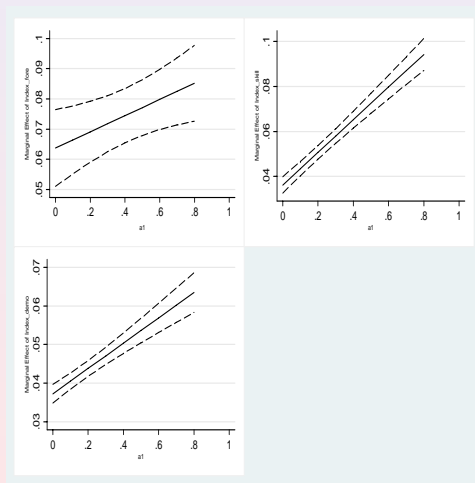 Marginal Effect of Index_fore
.05 .06 .07 .08 .09 .1
0 .2 .4 .6 .8 1
a1
Marginal Effect of Index_skill
.04 .06 .08 .1
0 .2 .4 .6 .8 1
a1
Marginal Effect of Index_demo
.03 .04 .05 .06 .07
0 .2 .4 .6 .8 1
a1